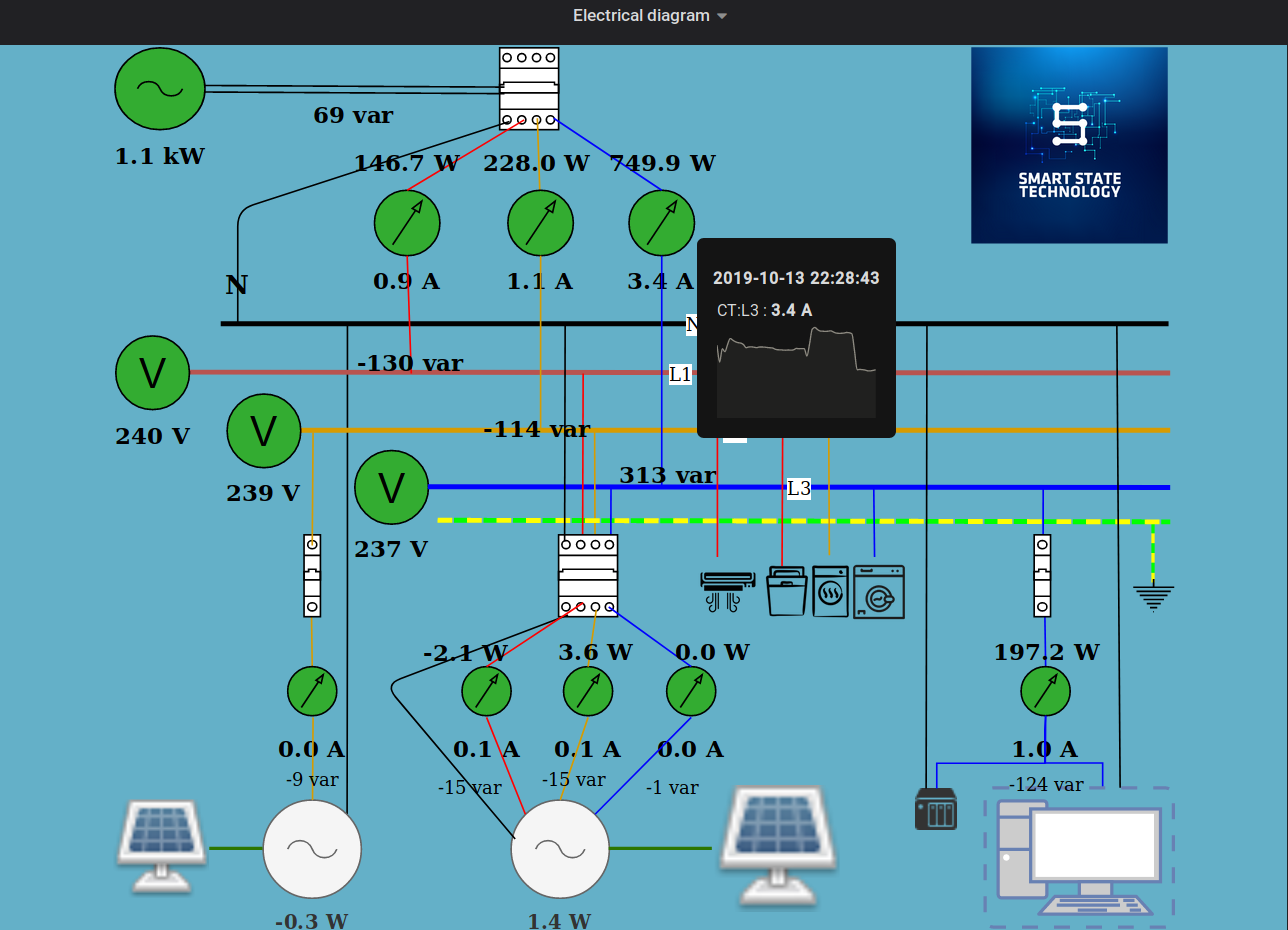 Electrical diagram
69 var
1.1 kW
146.7 W
228.0 W
749.9 W
SMART STATE
TECHNOLOGY
N
0.9 A
1.1 A
3.4 A
2019-10-13 22:28:43
CT:L3 : 3.4 A
N
-130 var
L1
V
240 V
-114 var
V
239 V
313 var
L3
V
237 V
-2.1 W
3.6 W
0.0 W
197.2 W
0.0 A
0.1 A
0.1 A
0.0 A
1.0 A
-9 var
-15 var
-15 var
-1 var
-124 var
-0.3 W
1.4 W